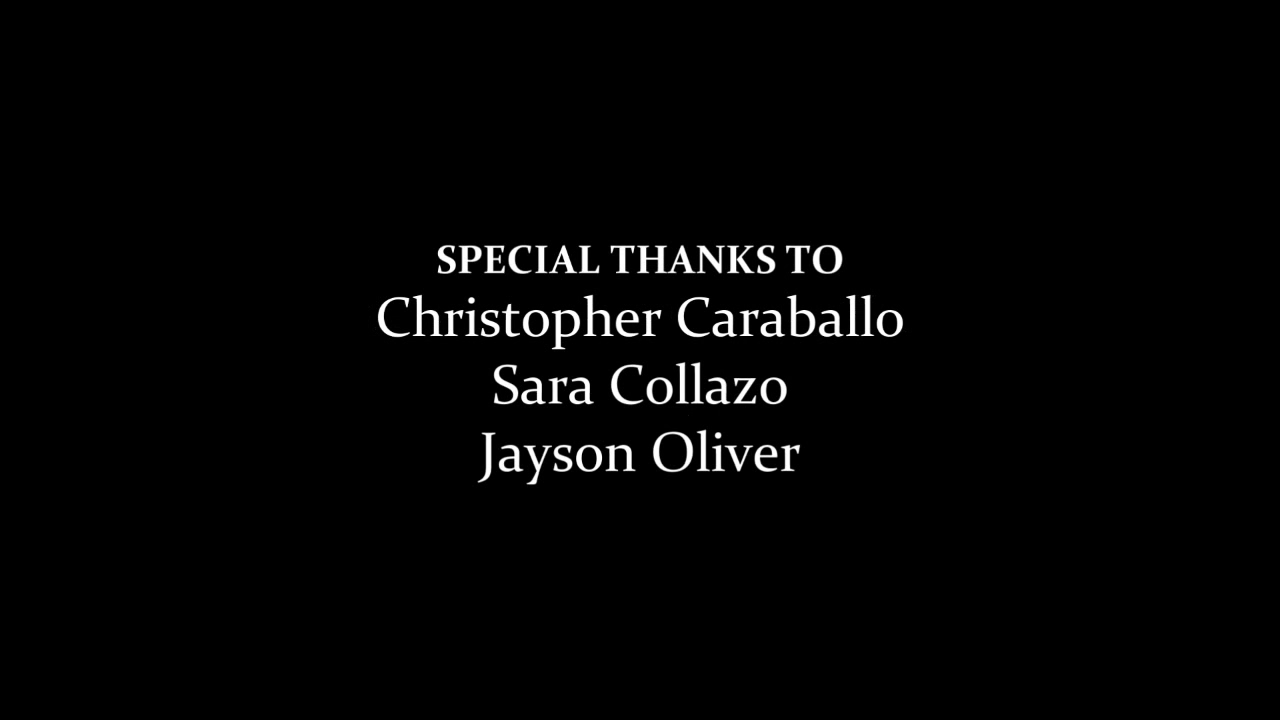 SPECIAL THANKS TO
Christopher Caraballo
Sara Collazo
Jayson Oliver